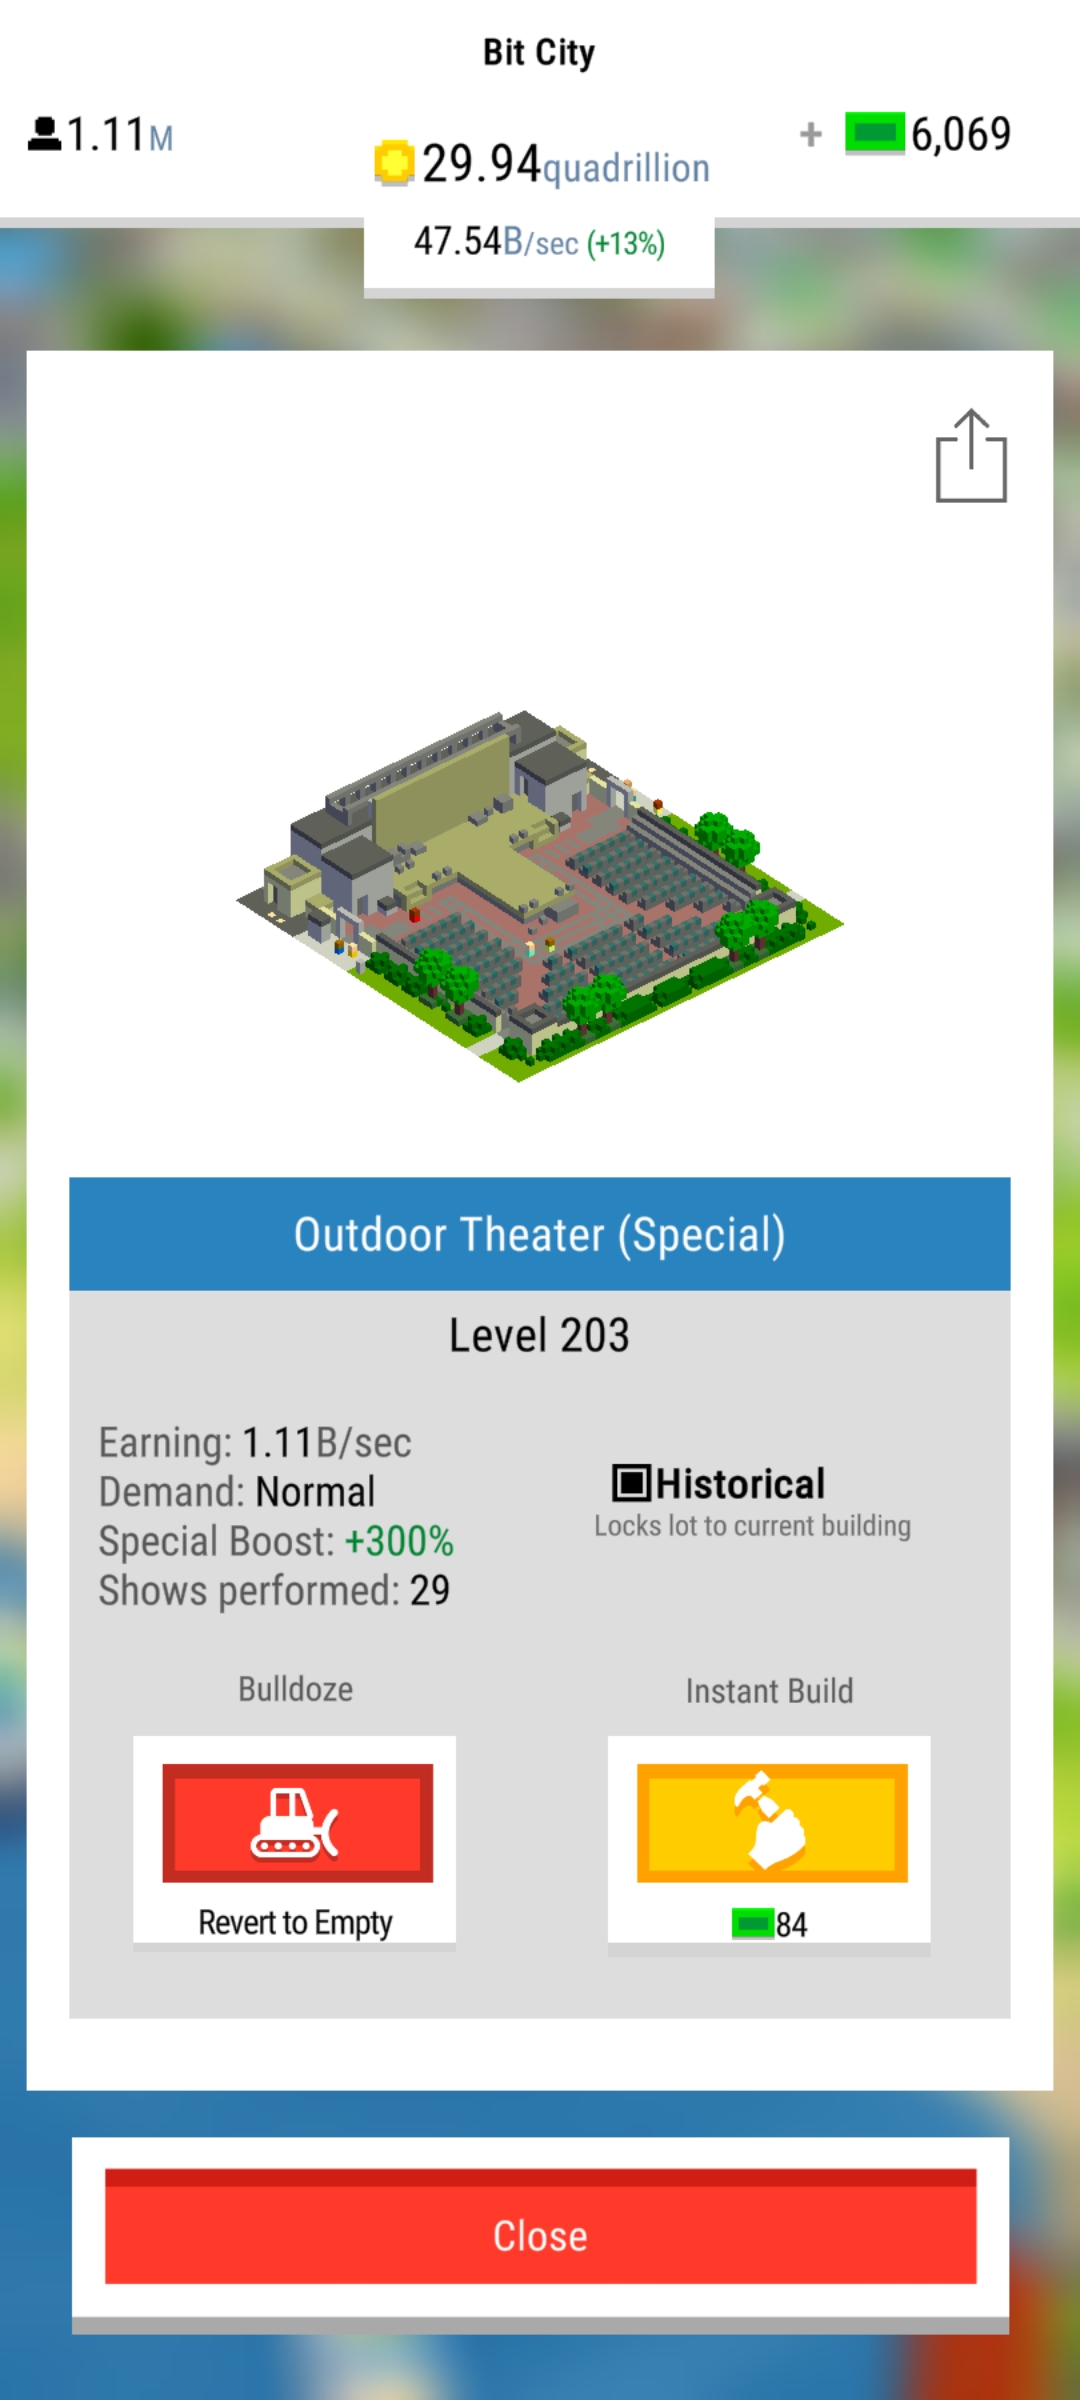 Bit City
1.11M
29.94quadrillion
+ 6,069
47.54B/sec (+13%)
Outdoor Theater (Special)
Level 203
Earning: 1.11B/sec
Demand: Normal
Special Boost: +300%
Shows performed: 29
Historical
Locks lot to current building
Bulldoze
Instant Build
Revert to Empty
84
Close